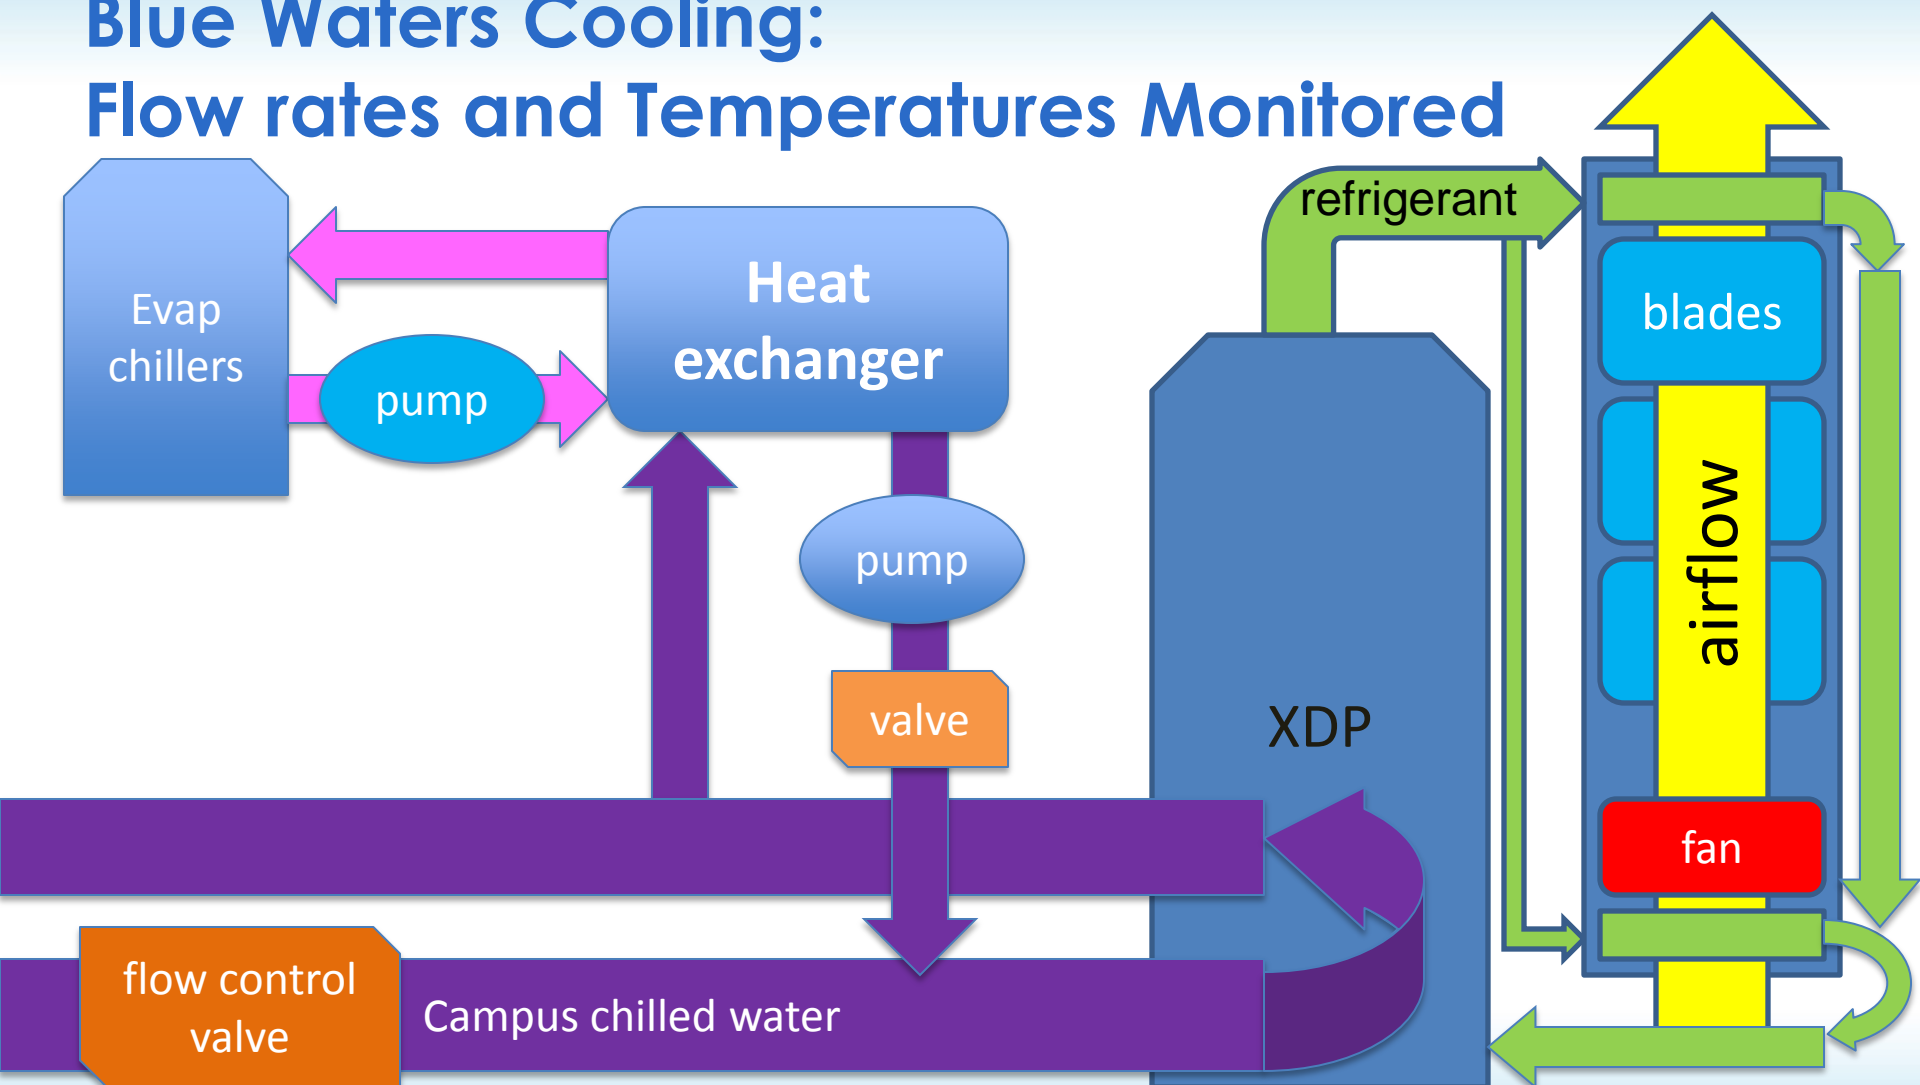 Blue Waters Cooling:
Flow rates and Temperatures Monitored
refrigerant
Evap
chillers
pump
Heat
exchanger
blades
pump
airflow
valve
XDP
fan
flow control
valve
Campus chilled water